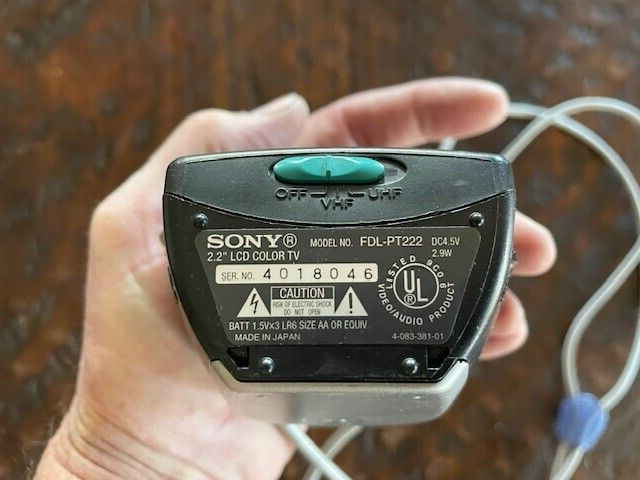 OFF VHF UHF
SONY® MODEL NO. FDL-PT222 DC4.5V
2.2" LCD COLOR TV 2.9W
SER. NO. 4018046
CAUTION
RISK OF ELECTRIC SHOCK
DO NOT OPEN
LISTED 9C0 6
UL
VIDEO/AUDIO PRODUCT
BATT 1.5V×3 LR6 SIZE AA OR EQUIV.
MADE IN JAPAN 4-083-381-01